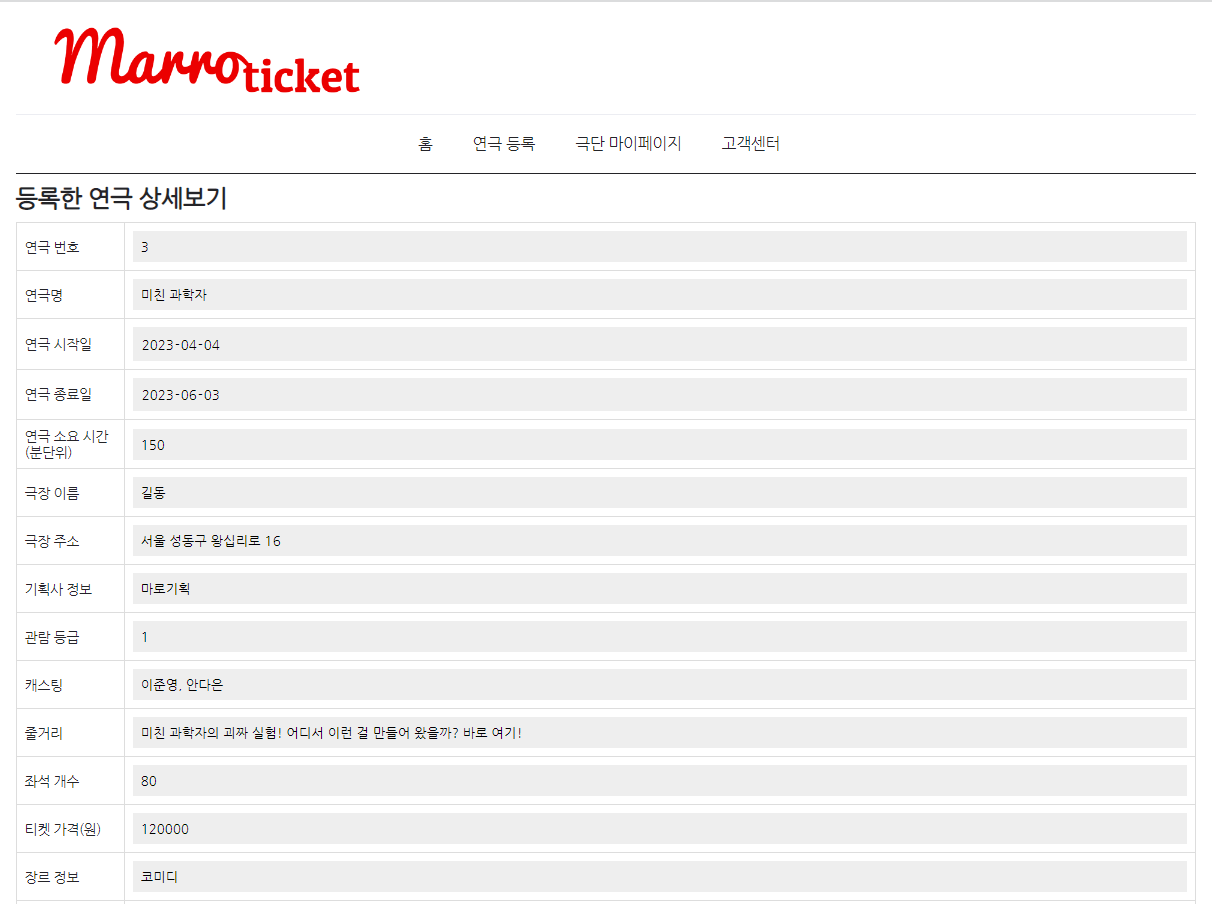 Marroticket
홈 연극 등록 극단 마이페이지 고객센터
등록한 연극 상세보기
연극 번호 3
연극명 미친 과학자
연극 시작일 2023-04-04
연극 종료일 2023-06-03
연극 소요 시간
(분단위) 150
극장 이름 길동
극장 주소 서울 성동구 왕십리로 16
기획사 정보 마로기획
관람 등급 1
캐스팅 이준영, 안다은
줄거리 미친 과학자의 괴짜 실험! 어디서 이런 걸 만들어 왔을까? 바로 여기!
좌석 개수 80
티켓 가격(원) 120000
장르 정보 코미디